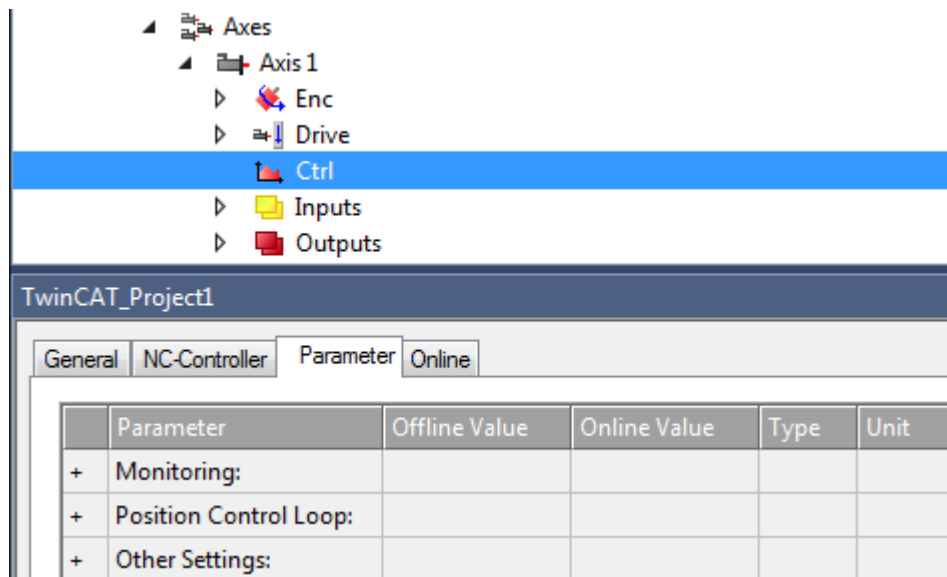 Axes
Axis 1
Enc
Drive
Ctrl
Inputs
Outputs
TwinCAT_Project1
General NC-Controller Parameter Online
Parameter Offline Value Online Value Type Unit
+ Monitoring:
+ Position Control Loop:
+ Other Settings: